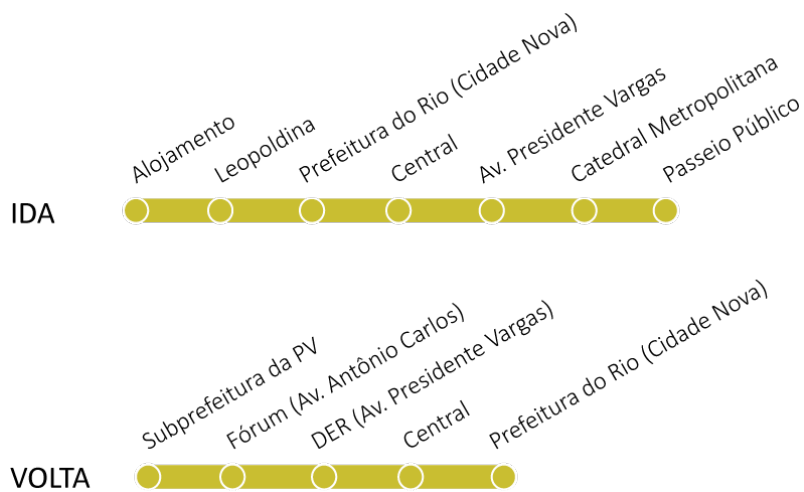 Alojamento
Leopoldina
Prefeitura do Rio (Cidade Nova)
Central
Av. Presidente Vargas
Catedral Metropolitana
Passeio Público
IDA
Subprefeitura da PV
Fórum (Av. Antônio Carlos)
DER (Av. Presidente Vargas)
Central
Prefeitura do Rio (Cidade Nova)
VOLTA